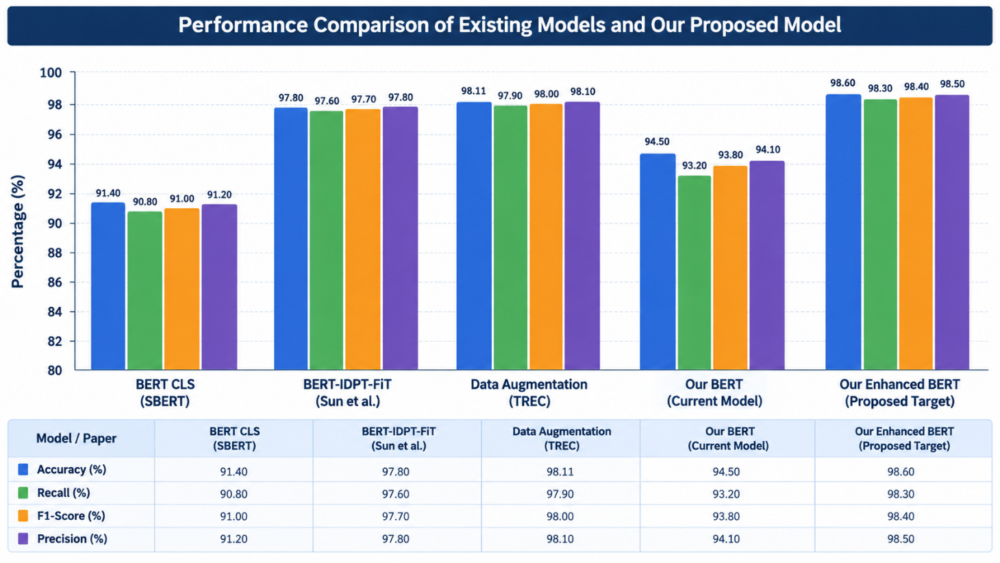 Performance Comparison of Existing Models and Our Proposed Model
Percentage (%)
100
98
96
94
92
90
88
86
84
82
80
91.40 90.80 91.00 91.20
97.80 97.60 97.70 97.80
98.11 97.90 98.00 98.10
94.50 93.20 93.80 94.10
98.60 98.30 98.40 98.50
BERT CLS
(SBERT)
BERT-IDPT-FiT
(Sun et al.)
Data Augmentation
(TREC)
Our BERT
(Current Model)
Our Enhanced BERT
(Proposed Target)
Model / Paper
BERT CLS
(SBERT)
BERT-IDPT-FiT
(Sun et al.)
Data Augmentation
(TREC)
Our BERT
(Current Model)
Our Enhanced BERT
(Proposed Target)
Accuracy (%) 91.40 97.80 98.11 94.50 98.60
Recall (%) 90.80 97.60 97.90 93.20 98.30
F1-Score (%) 91.00 97.70 98.00 93.80 98.40
Precision (%) 91.20 97.80 98.10 94.10 98.50